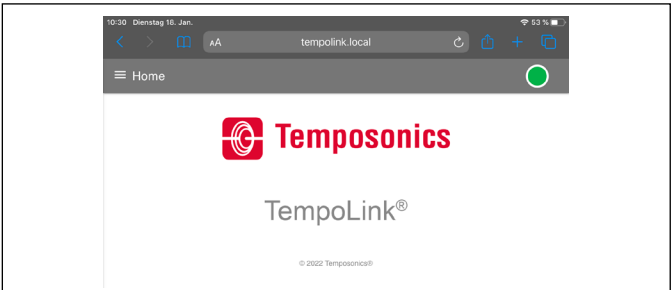 10:30 Dienstag 18. Jan. 53 %
AA tempolink.local
Home
Temposonics
TempoLink®
© 2022 Temposonics®